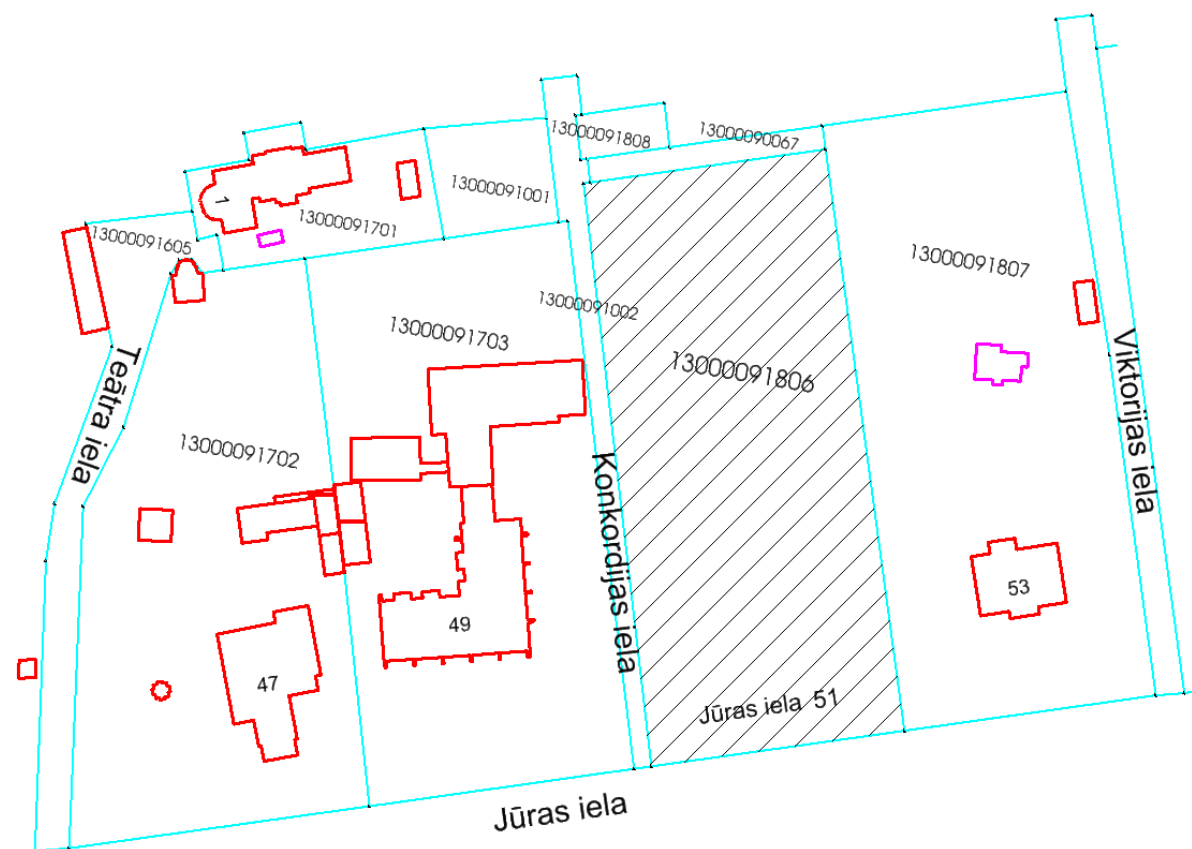 13000091808
13000090067
13000091001
1
13000091701
13000091605
13000091807
13000091002
13000091703
13000091806
Teātra iela
Viktorijas iela
13000091702
Konkordijas iela
53
49
47
Jūras iela 51
Jūras iela